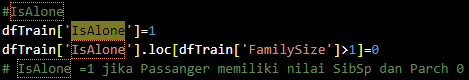 #IsAlone
dfTrain['IsAlone']=1
dfTrain['IsAlone'].loc[dfTrain['FamilySize']>1]=0
# IsAlone =1 jika Passanger memiliki nilai SibSp dan Parch 0